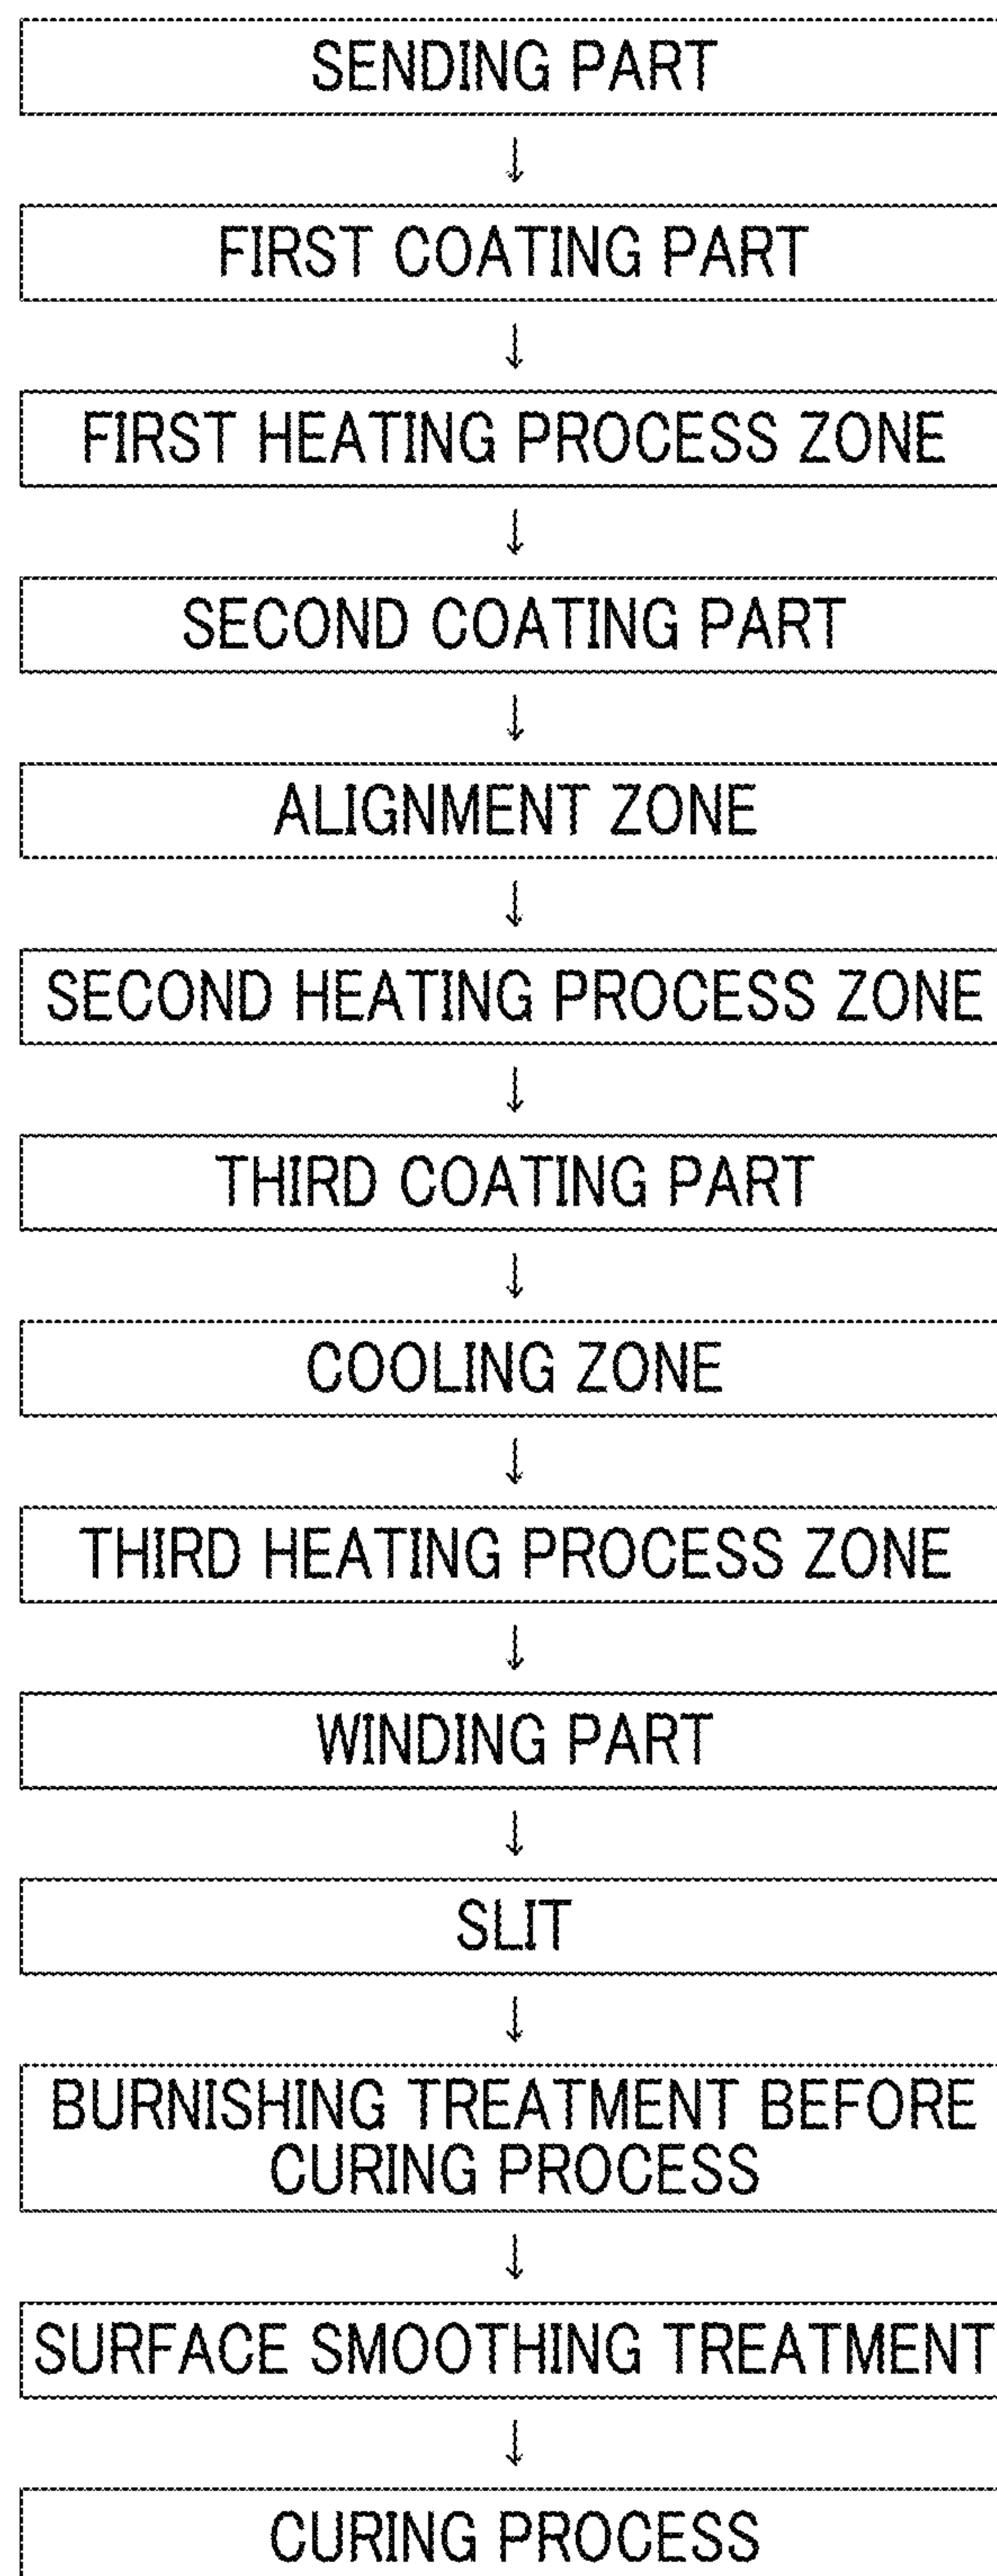 SENDING PART
↓
FIRST COATING PART
↓
FIRST HEATING PROCESS ZONE
↓
SECOND COATING PART
↓
ALIGNMENT ZONE
↓
SECOND HEATING PROCESS ZONE
↓
THIRD COATING PART
↓
COOLING ZONE
↓
THIRD HEATING PROCESS ZONE
↓
WINDING PART
↓
SLIT
↓
BURNISHING TREATMENT BEFORE
CURING PROCESS
↓
SURFACE SMOOTHING TREATMENT
↓
CURING PROCESS